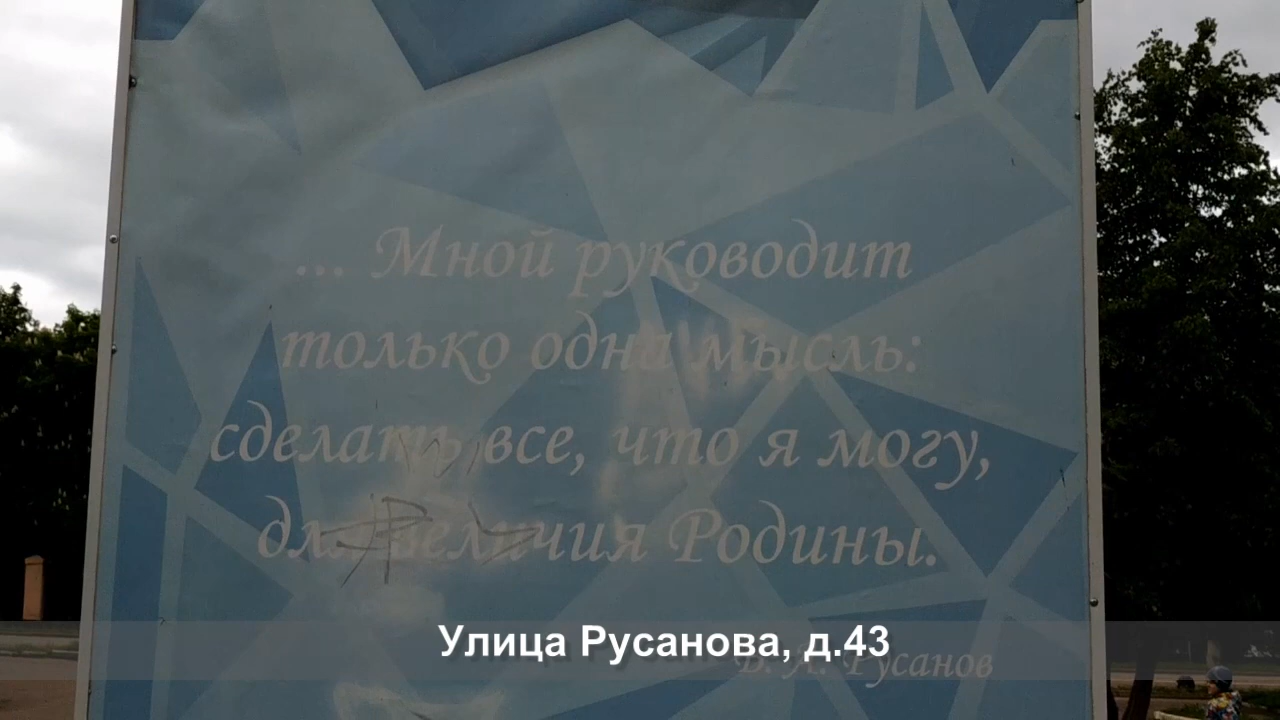 ... Мной руководит
только одна мысль:
сделать все, что я могу,
для величия Родины.
Улица Русанова, д.43
В. А. Русанов